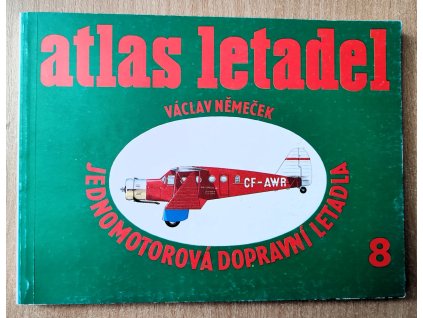 atlas letadel
VÁCLAV NĚMEČEK
CF-AWR
JEDNOMOTOROVÁ DOPRAVNÍ LETADLA
8